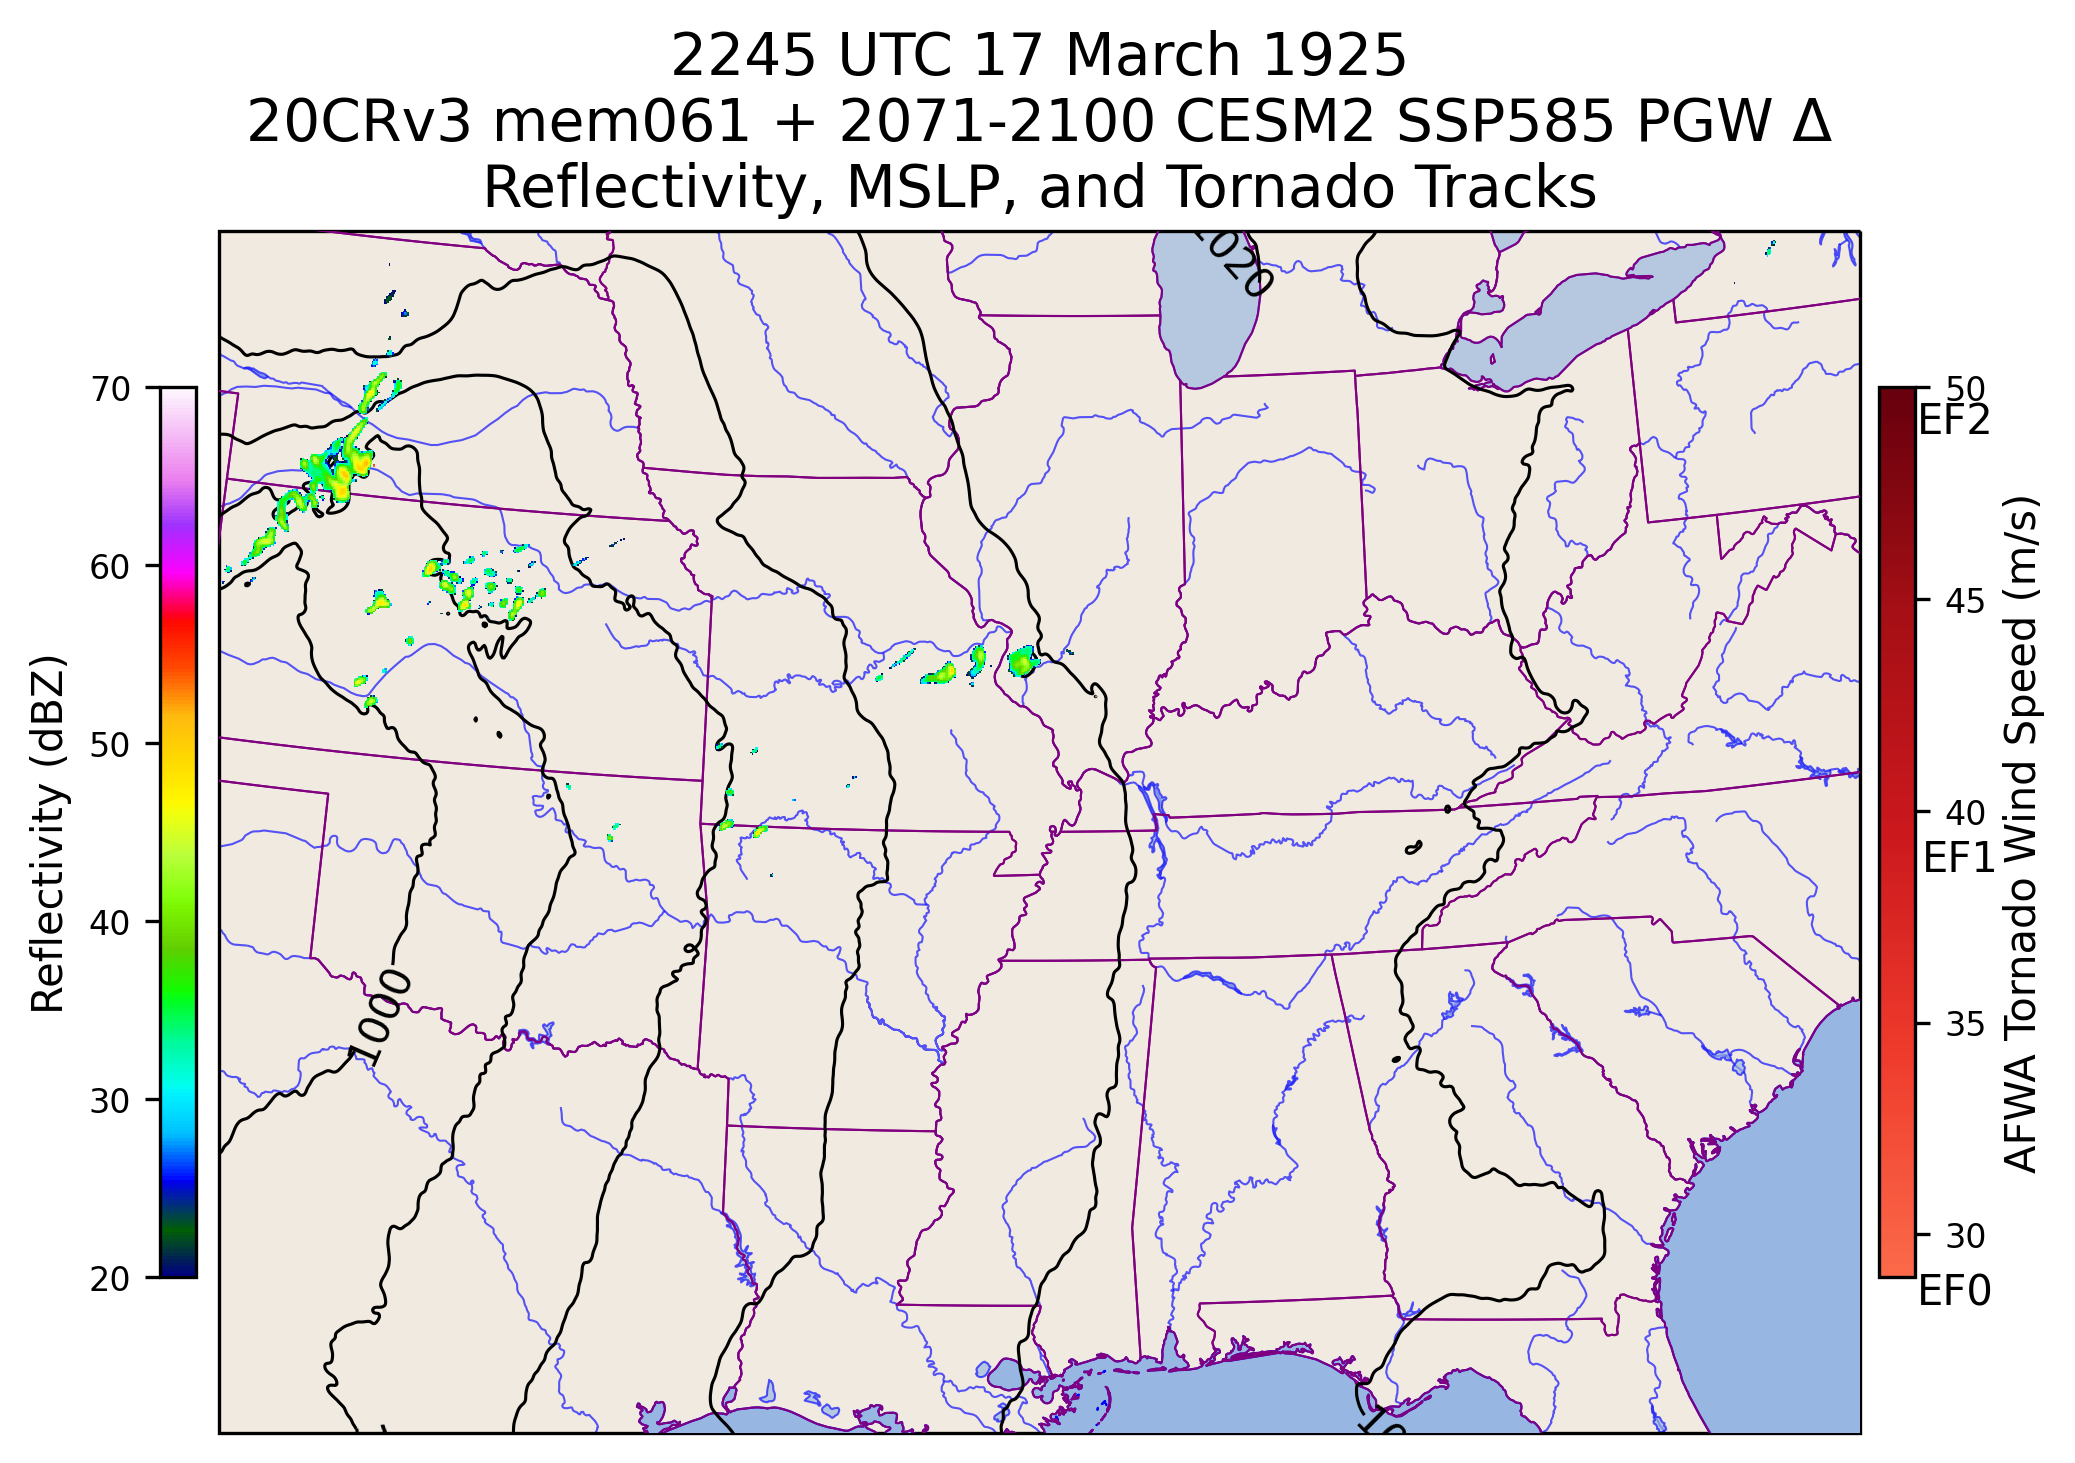 2245 UTC 17 March 1925
20CRv3 mem061 + 2071-2100 CESM2 SSP585 PGW Δ
Reflectivity, MSLP, and Tornado Tracks
Reflectivity (dBZ)
70
60
50
40
30
20
1020
1000
50
EF2
45
40
EF1
35
30
EF0
AFWA Tornado Wind Speed (m/s)